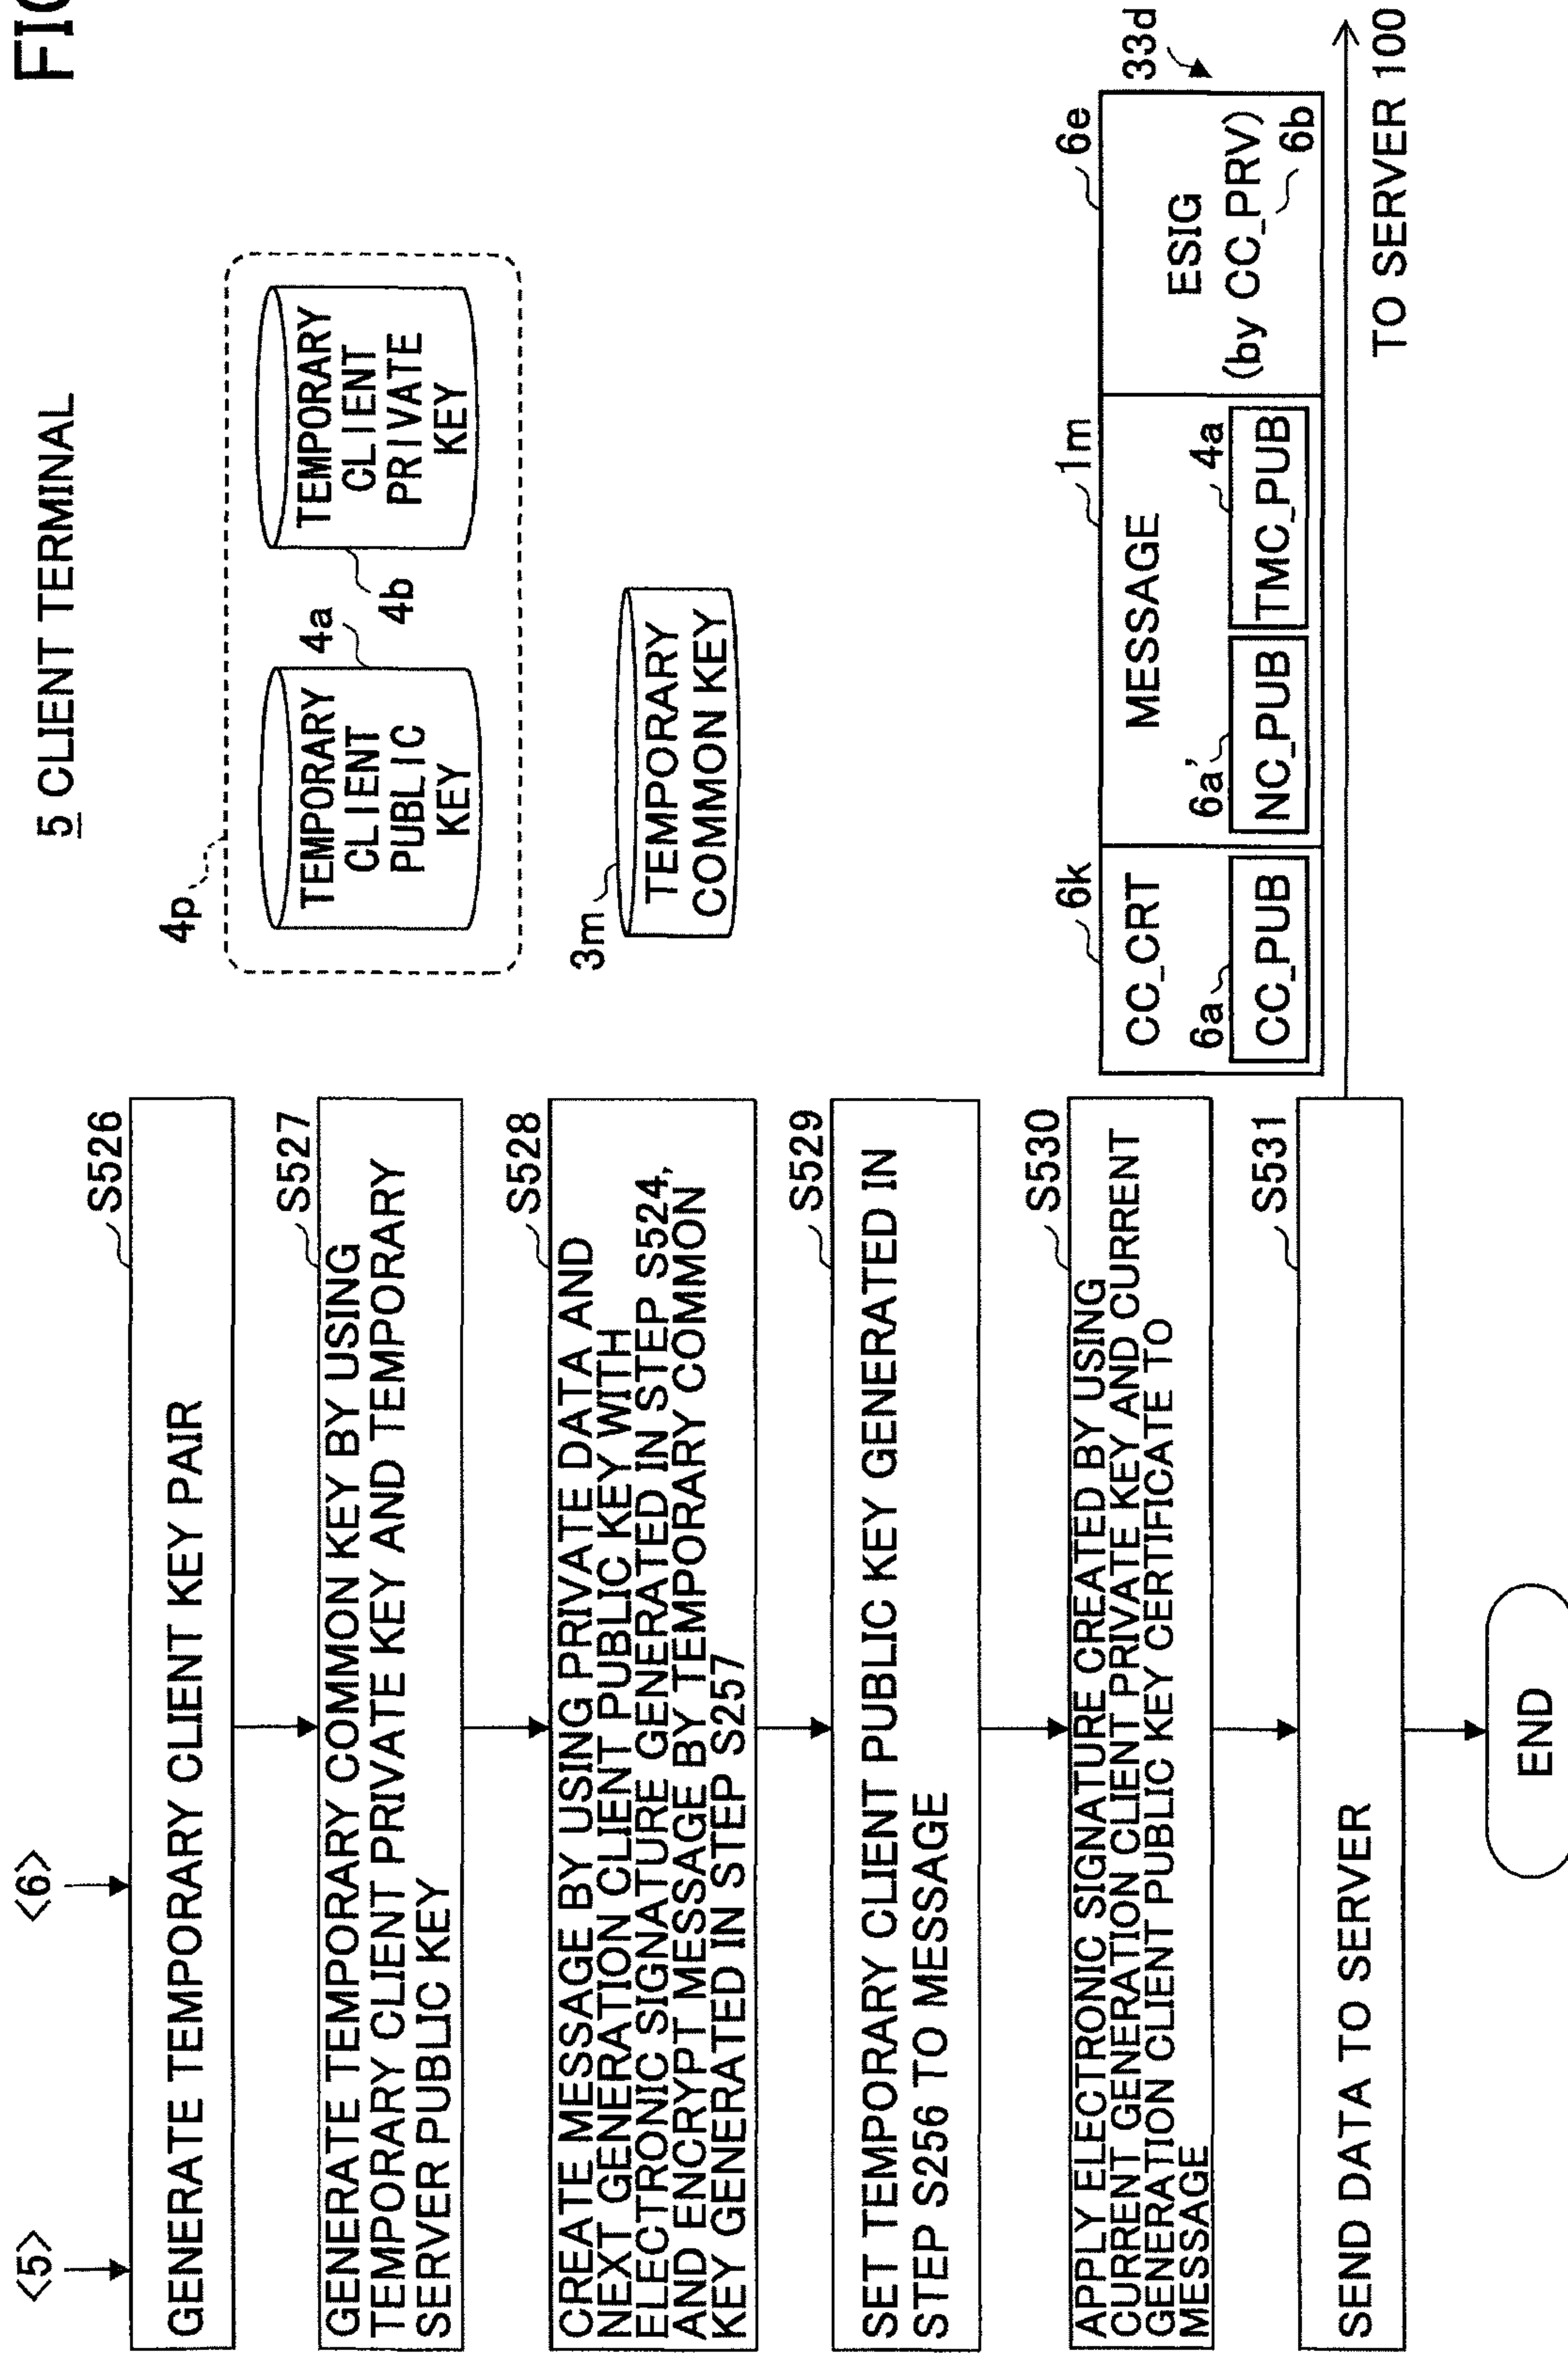 FIG
5 CLIENT TERMINAL
<5>
<6>
S526
GENERATE TEMPORARY CLIENT KEY PAIR
S527
GENERATE TEMPORARY COMMON KEY BY USING
TEMPORARY CLIENT PRIVATE KEY AND TEMPORARY
SERVER PUBLIC KEY
S528
CREATE MESSAGE BY USING PRIVATE DATA AND
NEXT GENERATION CLIENT PUBLIC KEY WITH
ELECTRONIC SIGNATURE GENERATED IN STEP S524,
AND ENCRYPT MESSAGE BY TEMPORARY COMMON
KEY GENERATED IN STEP S257
S529
SET TEMPORARY CLIENT PUBLIC KEY GENERATED IN
STEP S256 TO MESSAGE
S530
APPLY ELECTRONIC SIGNATURE CREATED BY USING
CURRENT GENERATION CLIENT PRIVATE KEY AND CURRENT
GENERATION CLIENT PUBLIC KEY CERTIFICATE TO
MESSAGE
S531
SEND DATA TO SERVER
END
4p
TEMPORARY
CLIENT
PUBLIC
KEY
4a
TEMPORARY
CLIENT
PRIVATE
KEY
4b
3m
TEMPORARY
COMMON KEY
33d
6k
CC_CRT
6a
CC_PUB
1m
MESSAGE
6a'
NC_PUB
4a
TMC_PUB
6e
ESIG
(by CC_PRV)
6b
TO SERVER 100